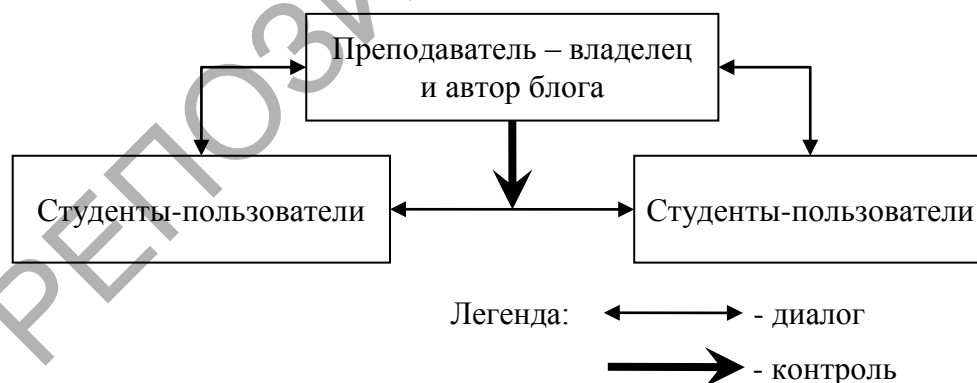 Преподаватель – владелец
и автор блога
Студенты-пользователи
Студенты-пользователи
Легенда:
- диалог
- контроль